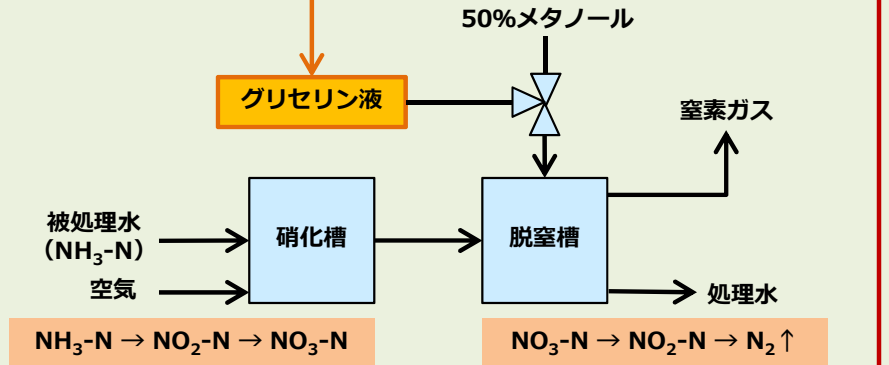 50%メタノール
グリセリン液
窒素ガス
被処理水
（NH₃-N）
硝化槽
脱窒槽
空気
処理水
NH₃-N → NO₂-N → NO₃-N
NO₃-N → NO₂-N → N₂↑